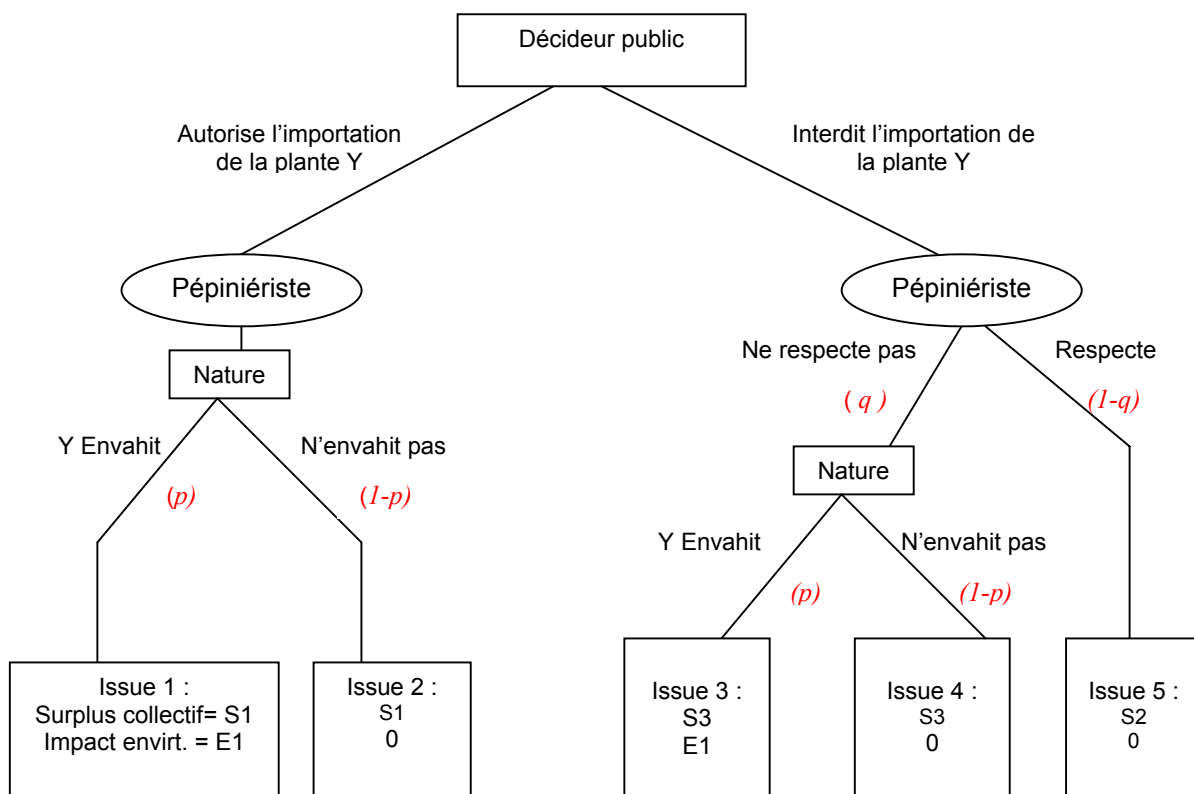 Décideur public
Autorise l’importation
de la plante Y
Interdit l’importation de
la plante Y
Pépiniériste
Pépiniériste
Nature
Ne respecte pas
Respecte
( q )
(1-q)
Y Envahit
N’envahit pas
(p)
(1-p)
Nature
Y Envahit
N’envahit pas
(p)
(1-p)
Issue 1 :
Surplus collectif= S1
Impact envirt. = E1
Issue 2 :
S1
0
Issue 3 :
S3
E1
Issue 4 :
S3
0
Issue 5 :
S2
0